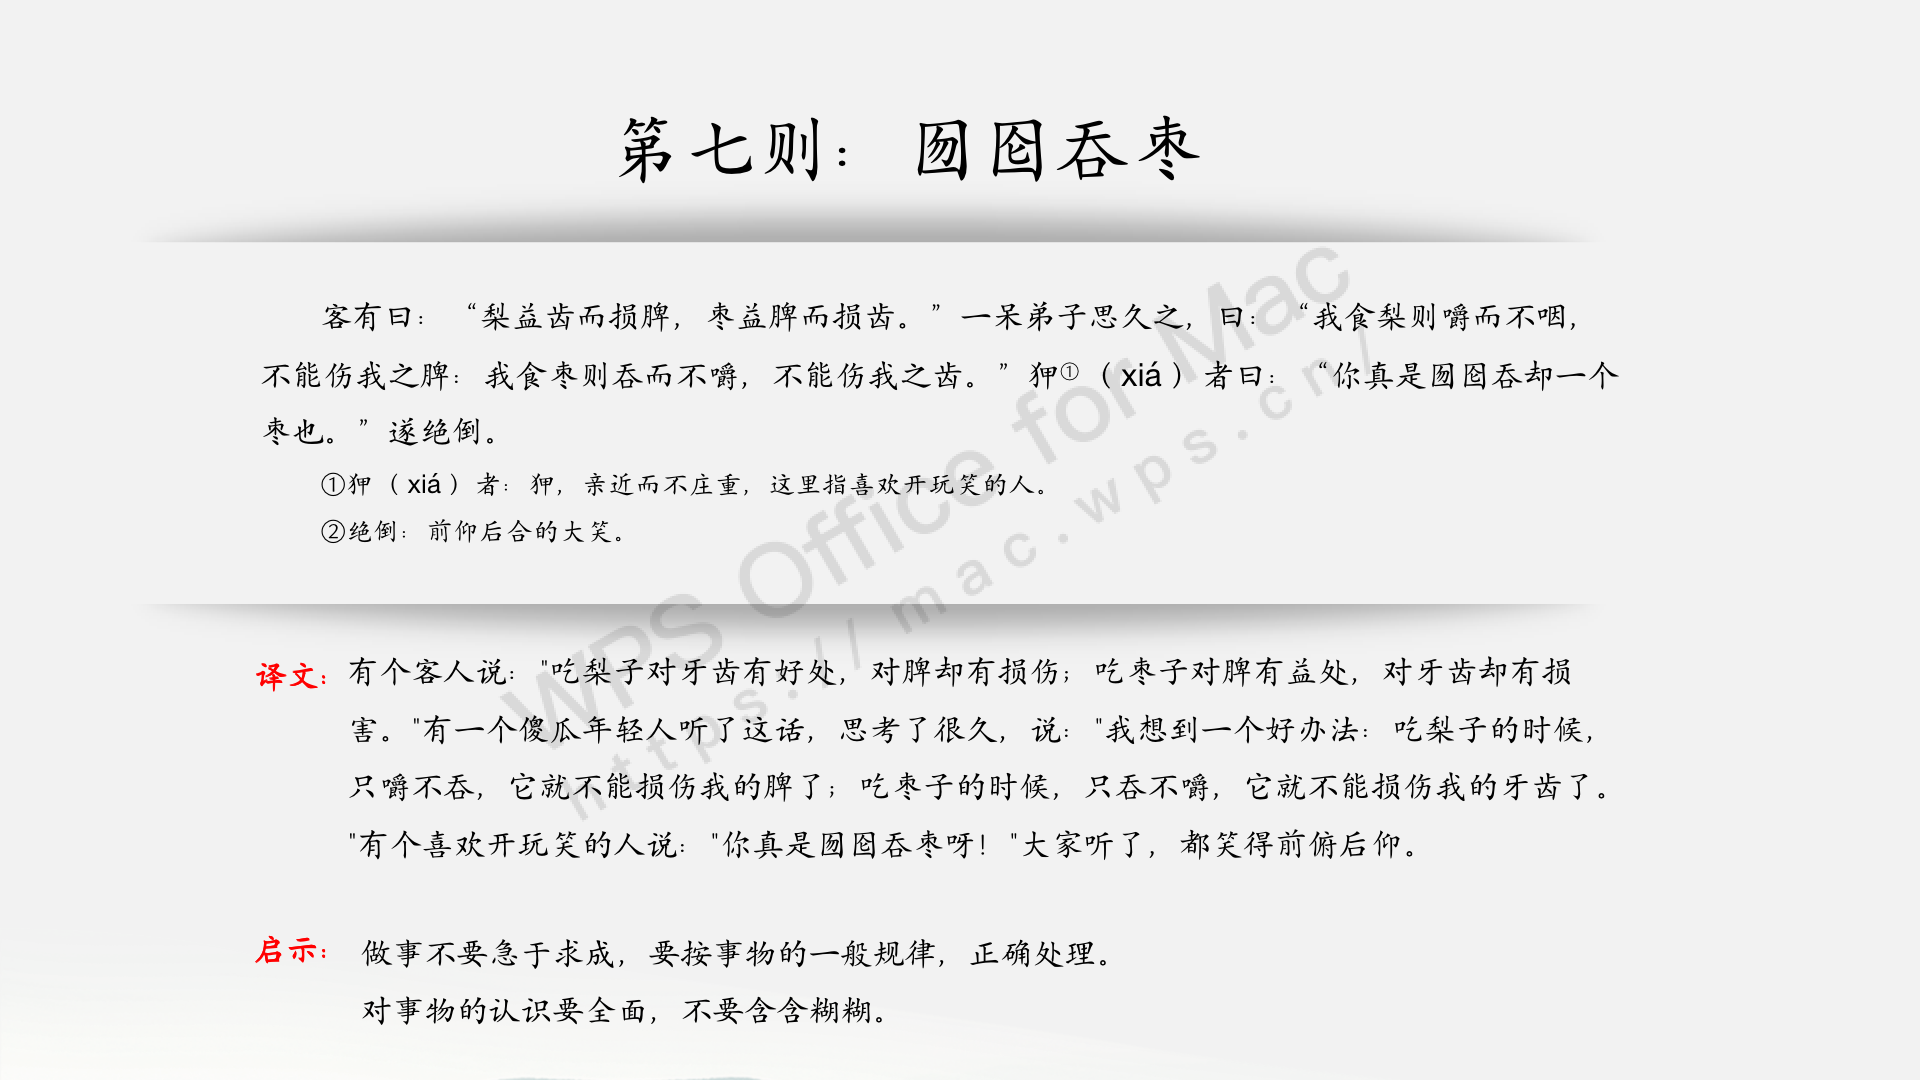 第七则：囫囵吞枣
客有曰：“梨益齿而损脾，枣益脾而损齿。”一呆弟子思久之，曰：“我食梨则嚼而不咽，
不能伤我之脾：我食枣则吞而不嚼，不能伤我之齿。”狎①（xiá）者曰：“你真是囫囵吞却一个
枣也。”遂绝倒。
①狎（xiá）者：狎，亲近而不庄重，这里指喜欢开玩笑的人。
②绝倒：前仰后合的大笑。
WPS Office for Mac
https://mac.wps.cn/
译文：有个客人说："吃梨子对牙齿有好处，对脾却有损伤；吃枣子对脾有益处，对牙齿却有损
害。"有一个傻瓜年轻人听了这话，思考了很久，说："我想到一个好办法：吃梨子的时候，
只嚼不吞，它就不能损伤我的脾了；吃枣子的时候，只吞不嚼，它就不能损伤我的牙齿了。
"有个喜欢开玩笑的人说："你真是囫囵吞枣呀！"大家听了，都笑得前俯后仰。
启示：做事不要急于求成，要按事物的一般规律，正确处理。
对事物的认识要全面，不要含含糊糊。